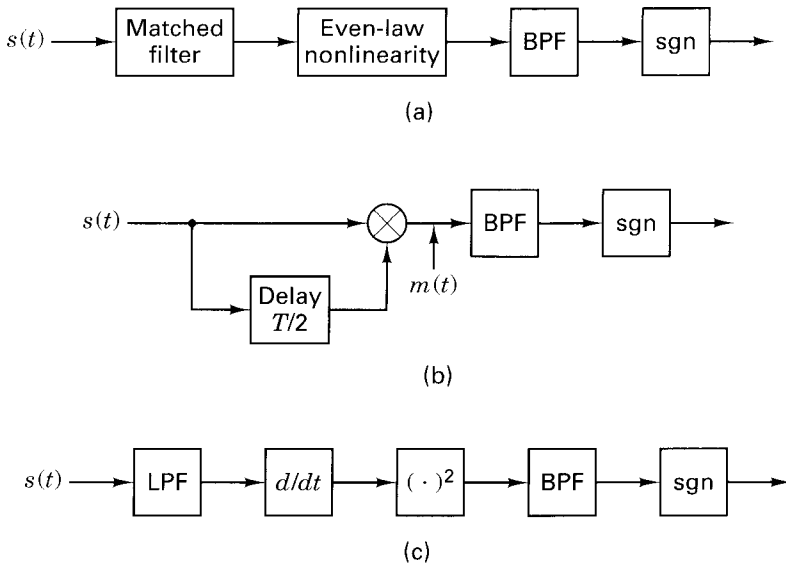 s(t)
Matched
filter
Even-law
nonlinearity
BPF
sgn
(a)
s(t)
BPF
sgn
Delay
T/2
m(t)
(b)
s(t)
LPF
d/dt
( · )²
BPF
sgn
(c)